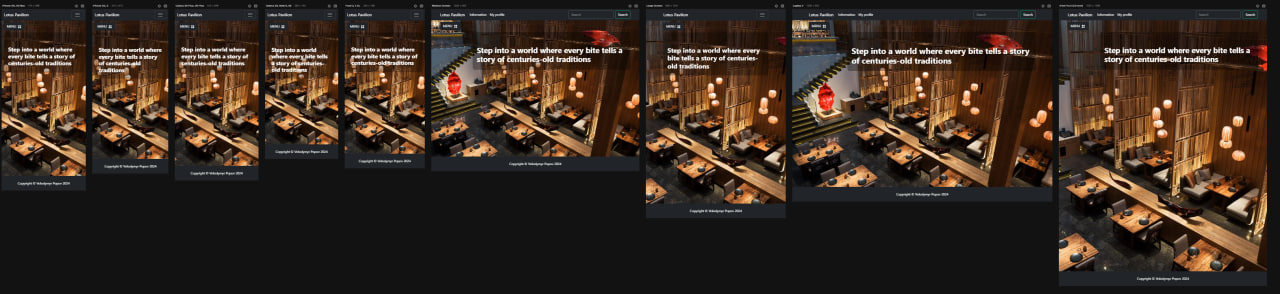 Lotus Pavilion
MENU
Step into a world where
every bite tells a story of
centuries-old traditions
Copyright © Volodymyr Popov 2024
Lotus Pavilion
MENU
Step into a world where
every bite tells a story of
centuries-old
traditions
Copyright © Volodymyr Popov 2024
Lotus Pavilion
MENU
Step into a world where
every bite tells a story of
centuries-old traditions
Copyright © Volodymyr Popov 2024
Lotus Pavilion
MENU
Step into a world
where every bite tells
a story of centuries-
old traditions
Copyright © Volodymyr Popov 2024
Lotus Pavilion
MENU
Step into a world where
every bite tells a story of
centuries-old traditions
Copyright © Volodymyr Popov 2024
Lotus Pavilion Information My profile Search Search
MENU
Step into a world where every bite tells a
story of centuries-old traditions
Copyright © Volodymyr Popov 2024
Lotus Pavilion
MENU
Step into a world where every
bite tells a story of centuries-
old traditions
Copyright © Volodymyr Popov 2024
Lotus Pavilion Information My profile Search Search
MENU
Step into a world where every bite tells a story
of centuries-old traditions
Copyright © Volodymyr Popov 2024
Lotus Pavilion Information My profile Search Search
MENU
Step into a world where every bite tells a
story of centuries-old traditions
Copyright © Volodymyr Popov 2024